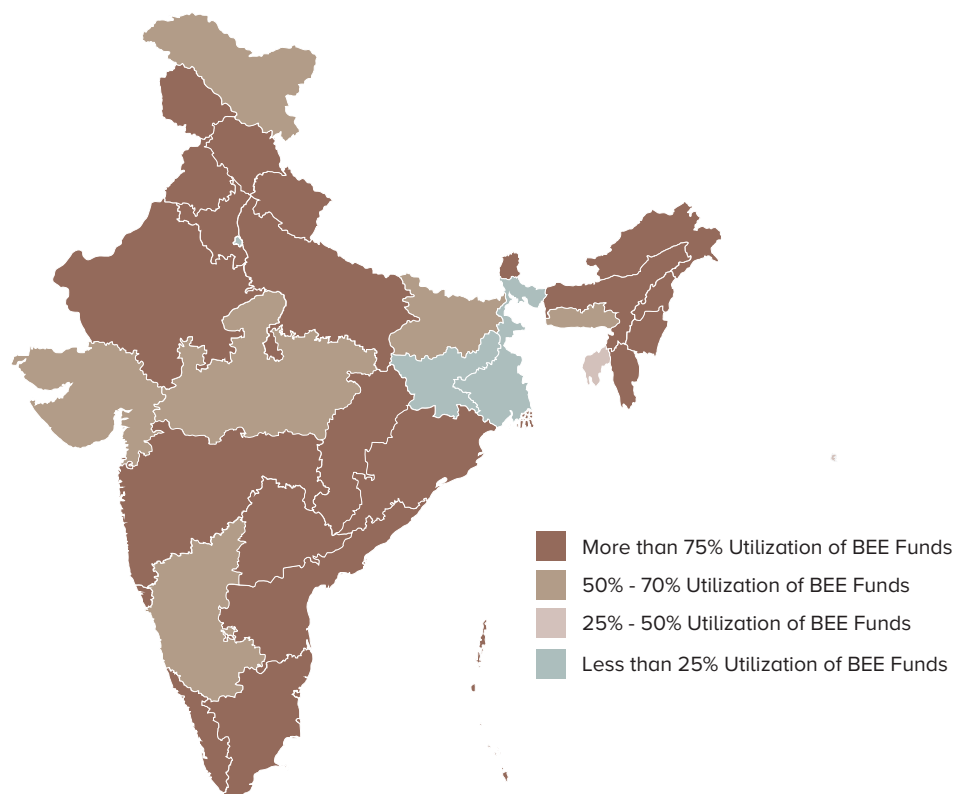 More than 75% Utilization of BEE Funds
50% - 70% Utilization of BEE Funds
25% - 50% Utilization of BEE Funds
Less than 25% Utilization of BEE Funds